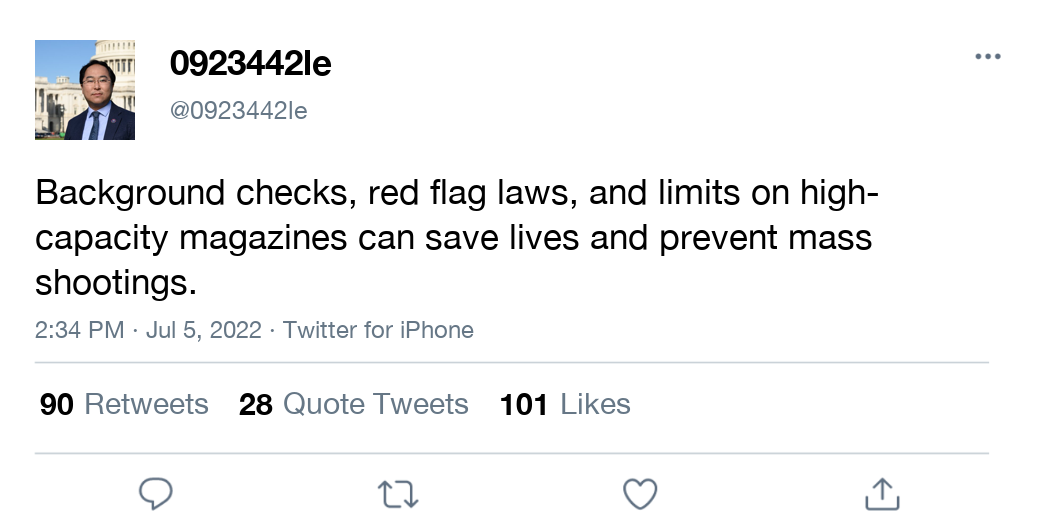 0923442le
@0923442le
Background checks, red flag laws, and limits on high-
capacity magazines can save lives and prevent mass
shootings.
2:34 PM · Jul 5, 2022 · Twitter for iPhone
90 Retweets 28 Quote Tweets 101 Likes